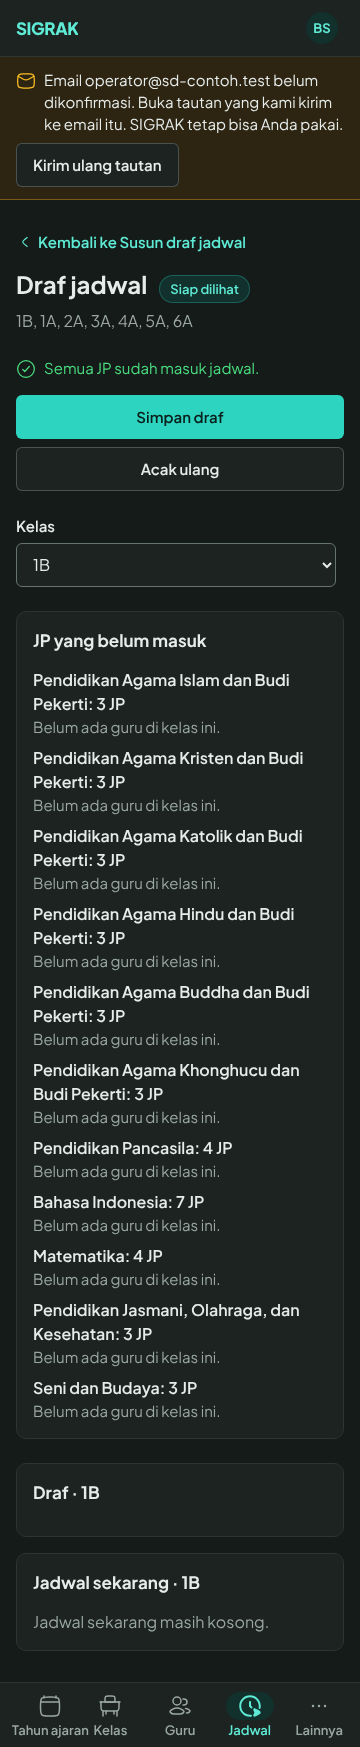 SIGRAK
BS
Email operator@sd-contoh.test belum
dikonfirmasi. Buka tautan yang kami kirim
ke email itu. SIGRAK tetap bisa Anda pakai.
Kirim ulang tautan
Kembali ke Susun draf jadwal
Draf jadwal
Siap dilihat
1B, 1A, 2A, 3A, 4A, 5A, 6A
Semua JP sudah masuk jadwal.
Simpan draf
Acak ulang
Kelas
1B
JP yang belum masuk
Pendidikan Agama Islam dan Budi
Pekerti: 3 JP
Belum ada guru di kelas ini.
Pendidikan Agama Kristen dan Budi
Pekerti: 3 JP
Belum ada guru di kelas ini.
Pendidikan Agama Katolik dan Budi
Pekerti: 3 JP
Belum ada guru di kelas ini.
Pendidikan Agama Hindu dan Budi
Pekerti: 3 JP
Belum ada guru di kelas ini.
Pendidikan Agama Buddha dan Budi
Pekerti: 3 JP
Belum ada guru di kelas ini.
Pendidikan Agama Khonghucu dan
Budi Pekerti: 3 JP
Belum ada guru di kelas ini.
Pendidikan Pancasila: 4 JP
Belum ada guru di kelas ini.
Bahasa Indonesia: 7 JP
Belum ada guru di kelas ini.
Matematika: 4 JP
Belum ada guru di kelas ini.
Pendidikan Jasmani, Olahraga, dan
Kesehatan: 3 JP
Belum ada guru di kelas ini.
Seni dan Budaya: 3 JP
Belum ada guru di kelas ini.
Draf · 1B
Jadwal sekarang · 1B
Jadwal sekarang masih kosong.
Tahun ajaran
Kelas
Guru
Jadwal
Lainnya